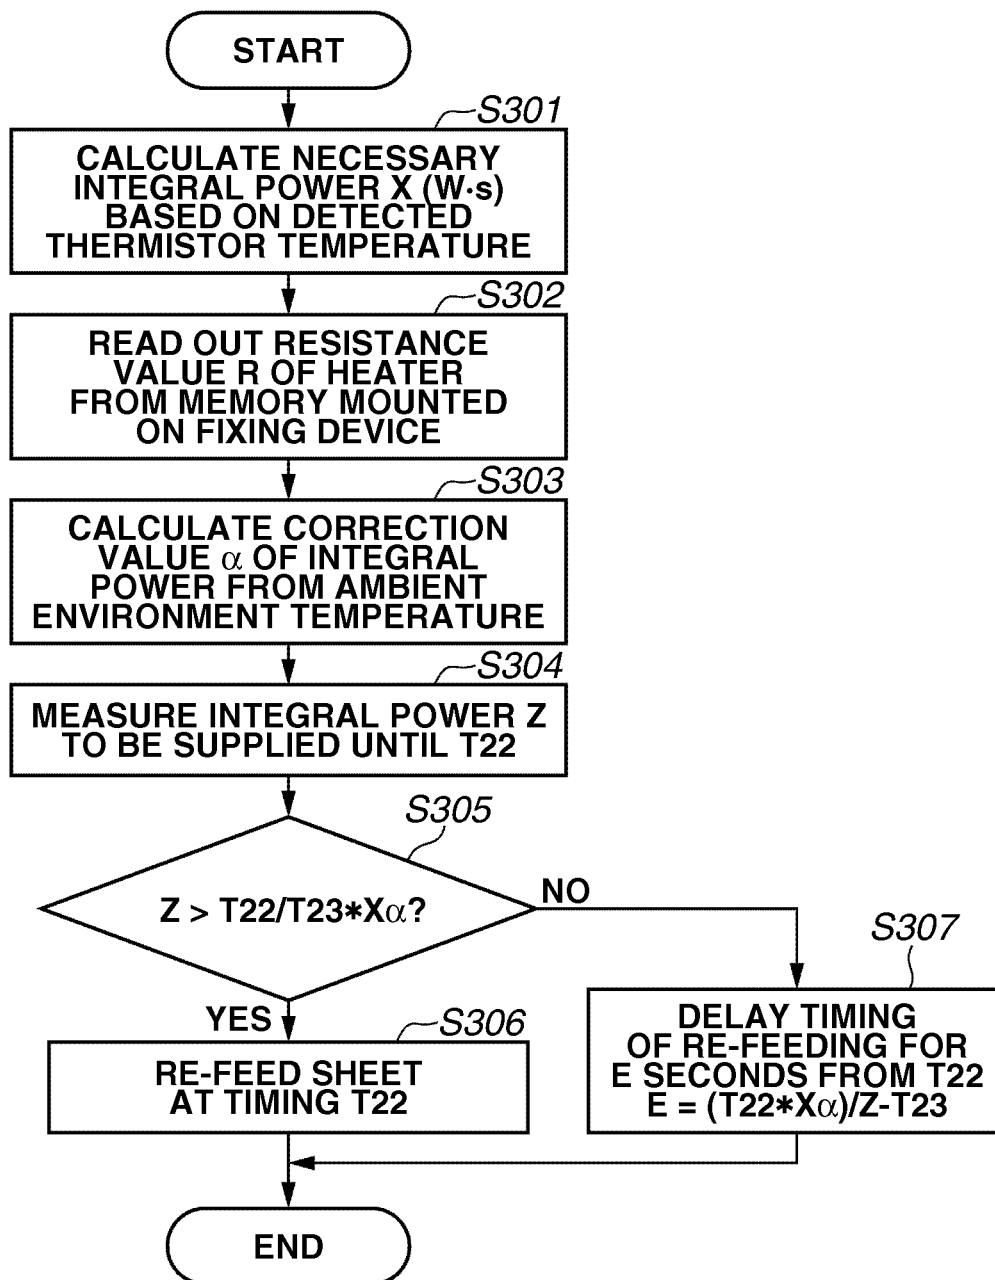 START
S301
CALCULATE NECESSARY
INTEGRAL POWER X (W·s)
BASED ON DETECTED
THERMISTOR TEMPERATURE
S302
READ OUT RESISTANCE
VALUE R OF HEATER
FROM MEMORY MOUNTED
ON FIXING DEVICE
S303
CALCULATE CORRECTION
VALUE α OF INTEGRAL
POWER FROM AMBIENT
ENVIRONMENT TEMPERATURE
S304
MEASURE INTEGRAL POWER Z
TO BE SUPPLIED UNTIL T22
S305
Z > T22/T23*Xα?
NO
YES
S306
RE-FEED SHEET
AT TIMING T22
S307
DELAY TIMING
OF RE-FEEDING FOR
E SECONDS FROM T22
E = (T22*Xα)/Z-T23
END